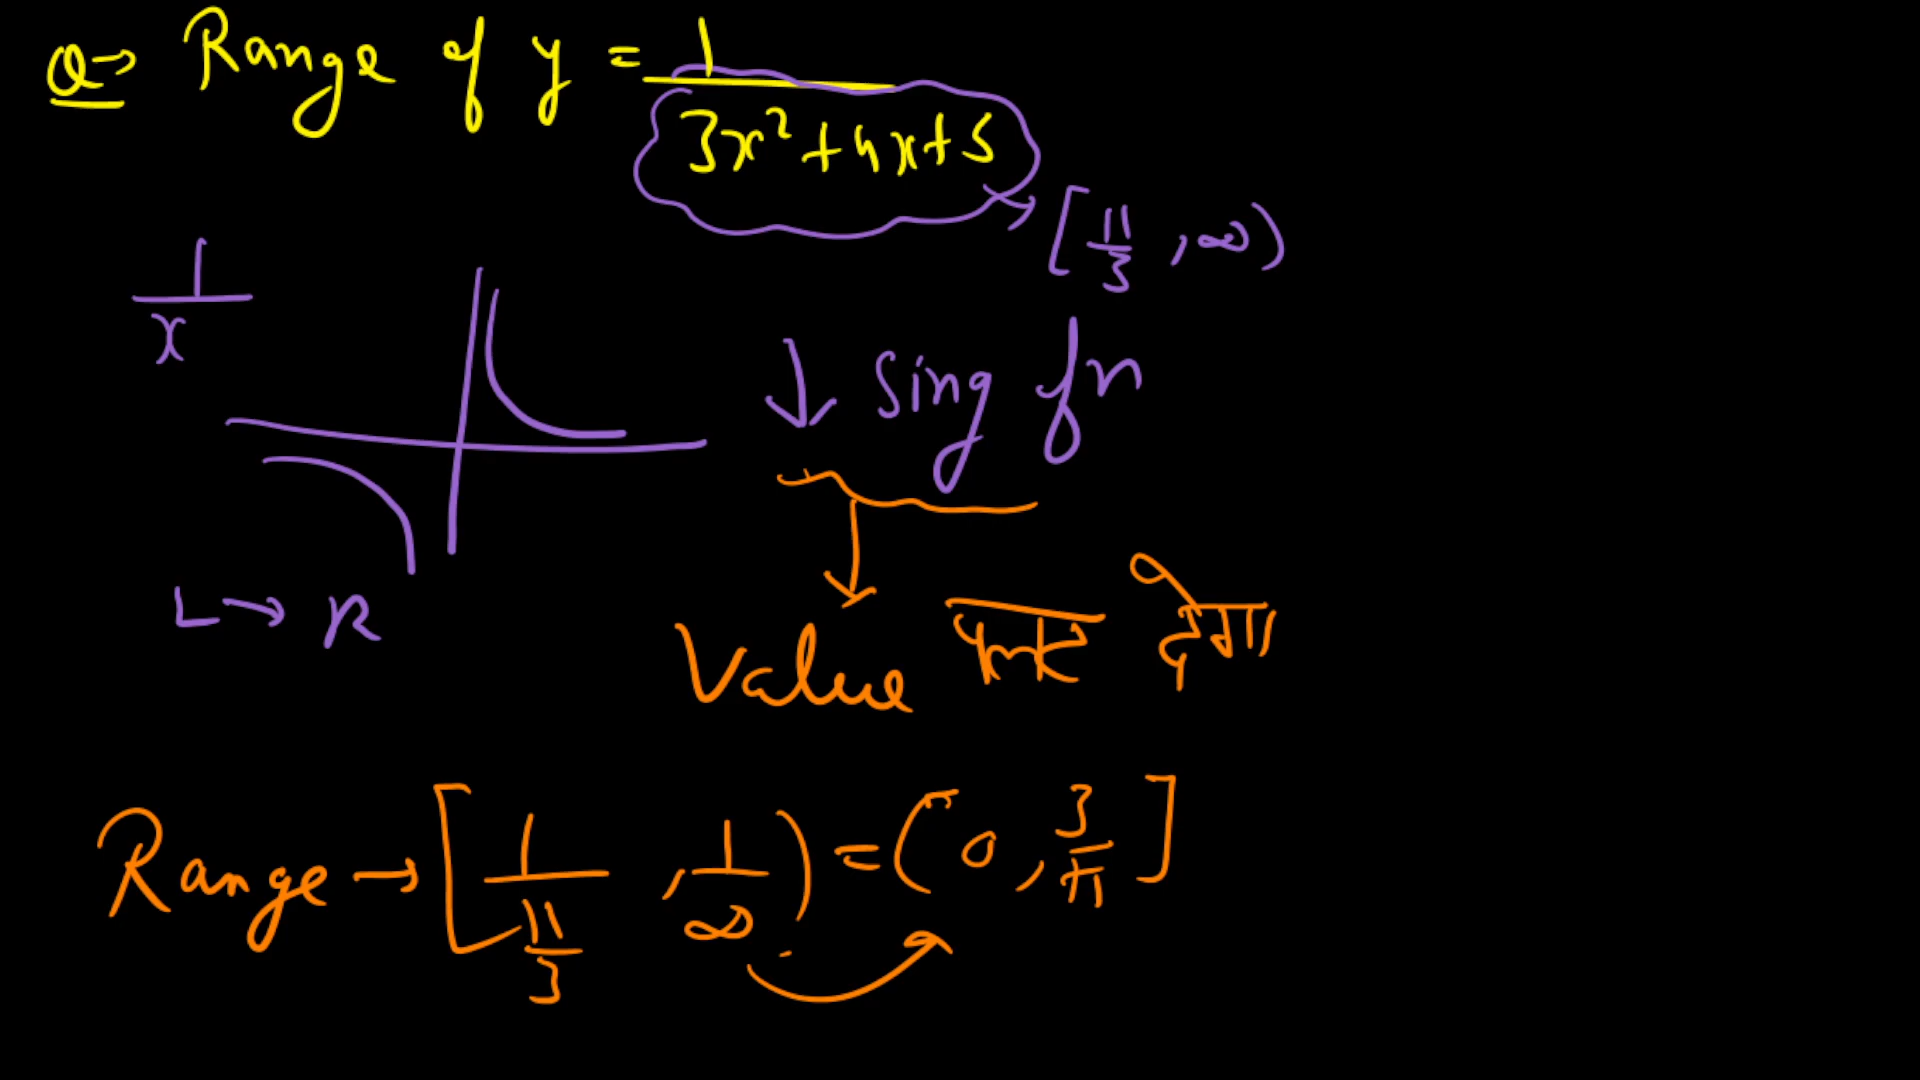 Q→ Range of y = 1/(3x²+4x+5)
→ [11/3 , ∞)
1/x
↓ sing fn
L → R
Value पलट देगा
Range → [1/(11/3) , 1/∞) = (0, 3/11]